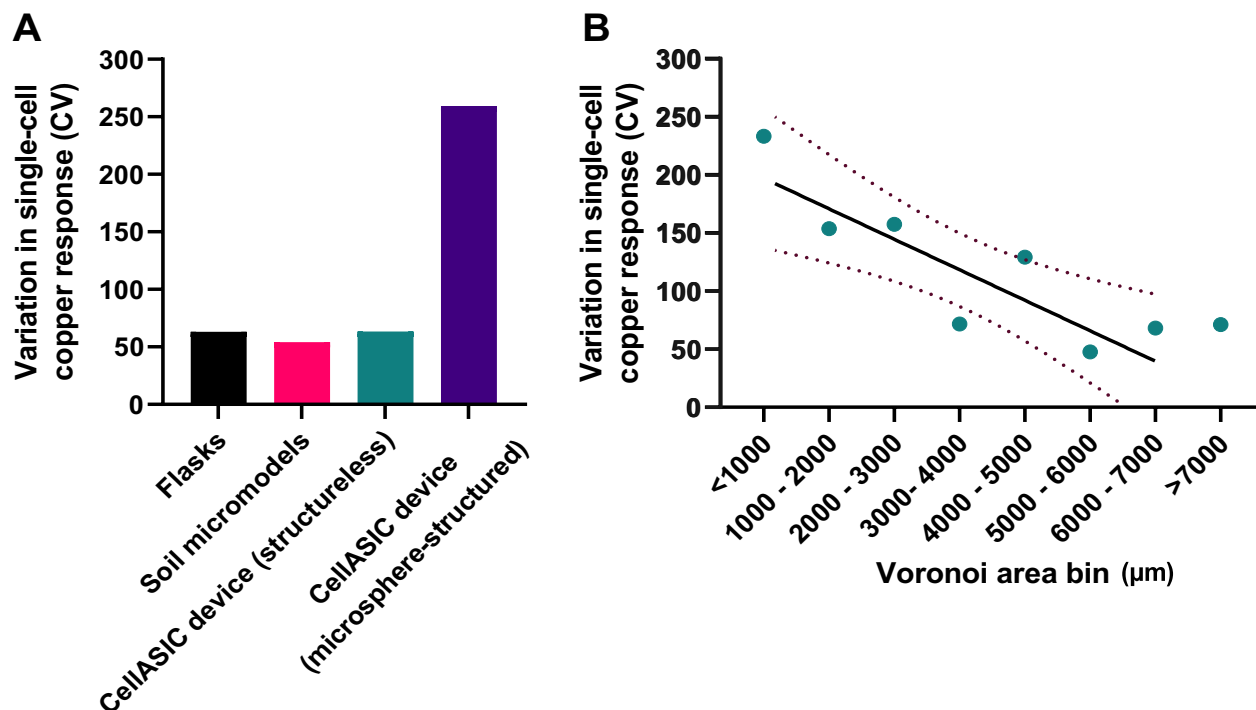 A
Variation in single-cell
copper response (CV)
300
250
200
150
100
50
0
Flasks
Soil micromodels
CellASIC device (structureless)
CellASIC device
(microsphere-structured)
B
Variation in single-cell
copper response (CV)
300
250
200
150
100
50
0
<1000
1000 - 2000
2000 - 3000
3000- 4000
4000 - 5000
5000 - 6000
6000 - 7000
>7000
Voronoi area bin (µm)